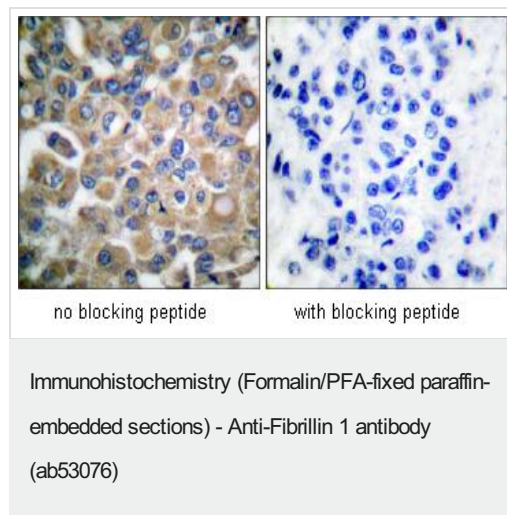 no blocking peptide
with blocking peptide
Immunohistochemistry (Formalin/PFA-fixed paraffin-
embedded sections) - Anti-Fibrillin 1 antibody
(ab53076)